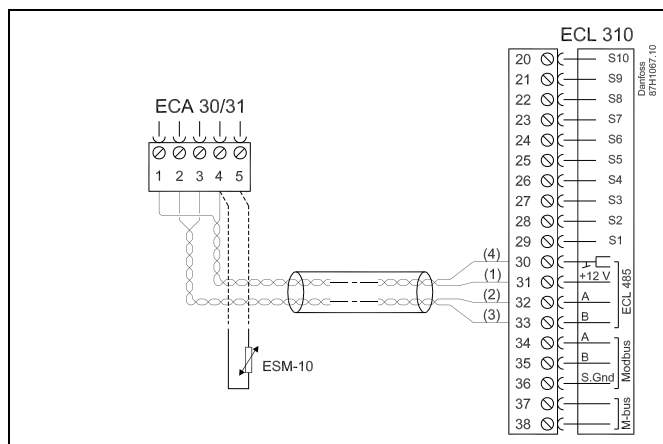 ECL 310
Danfoss
87H1067.10
ECA 30/31
1 2 3 4 5
ESM-10
20 S10
21 S9
22 S8
23 S7
24 S6
25 S5
26 S4
27 S3
28 S2
29 S1
(4) 30
(1) 31 +12 V
(2) 32 A
(3) 33 B
ECL 485
34 A
35 B
36 S.Gnd
Modbus
37
38
M-bus